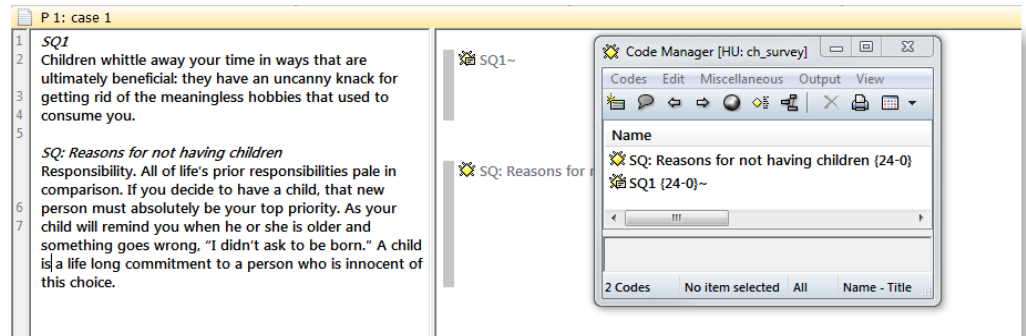 P 1: case 1
1
2
3
4
5
6
7
SQ1
Children whittle away your time in ways that are
ultimately beneficial: they have an uncanny knack for
getting rid of the meaningless hobbies that used to
consume you.
SQ: Reasons for not having children
Responsibility. All of life's prior responsibilities pale in
comparison. If you decide to have a child, that new
person must absolutely be your top priority. As your
child will remind you when he or she is older and
something goes wrong, “I didn't ask to be born.” A child
is a life long commitment to a person who is innocent of
this choice.
SQ1~
SQ: Reasons for
Code Manager [HU: ch_survey]
Codes Edit Miscellaneous Output View
Name
SQ: Reasons for not having children {24-0}
SQ1 {24-0}~
2 Codes No item selected All Name - Title